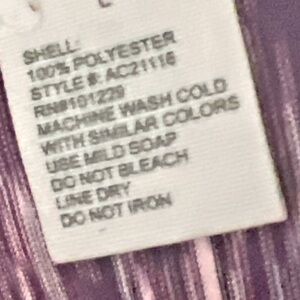 L
SHELL:
100% POLYESTER
STYLE #: AC21116
RN#101229
MACHINE WASH COLD
WITH SIMILAR COLORS
USE MILD SOAP
DO NOT BLEACH
LINE DRY
DO NOT IRON